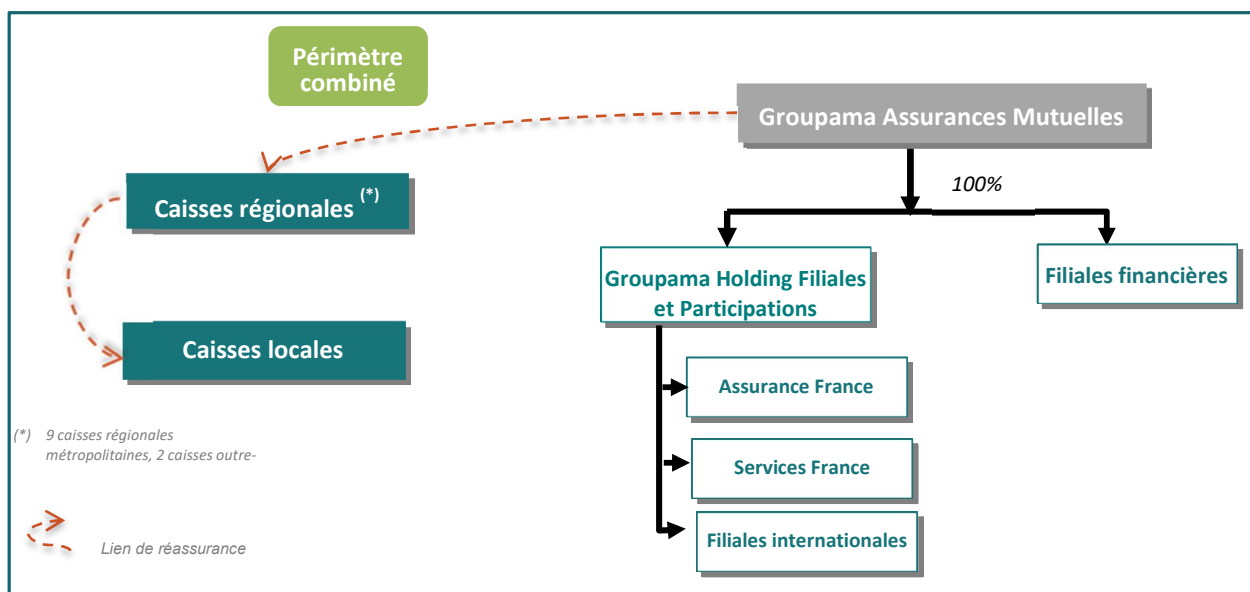 Périmètre
combiné
Groupama Assurances Mutuelles
100%
Caisses régionales (*)
Groupama Holding Filiales
et Participations
Filiales financières
Caisses locales
Assurance France
(*) 9 caisses régionales
métropolitaines, 2 caisses outre-
Services France
Filiales internationales
Lien de réassurance